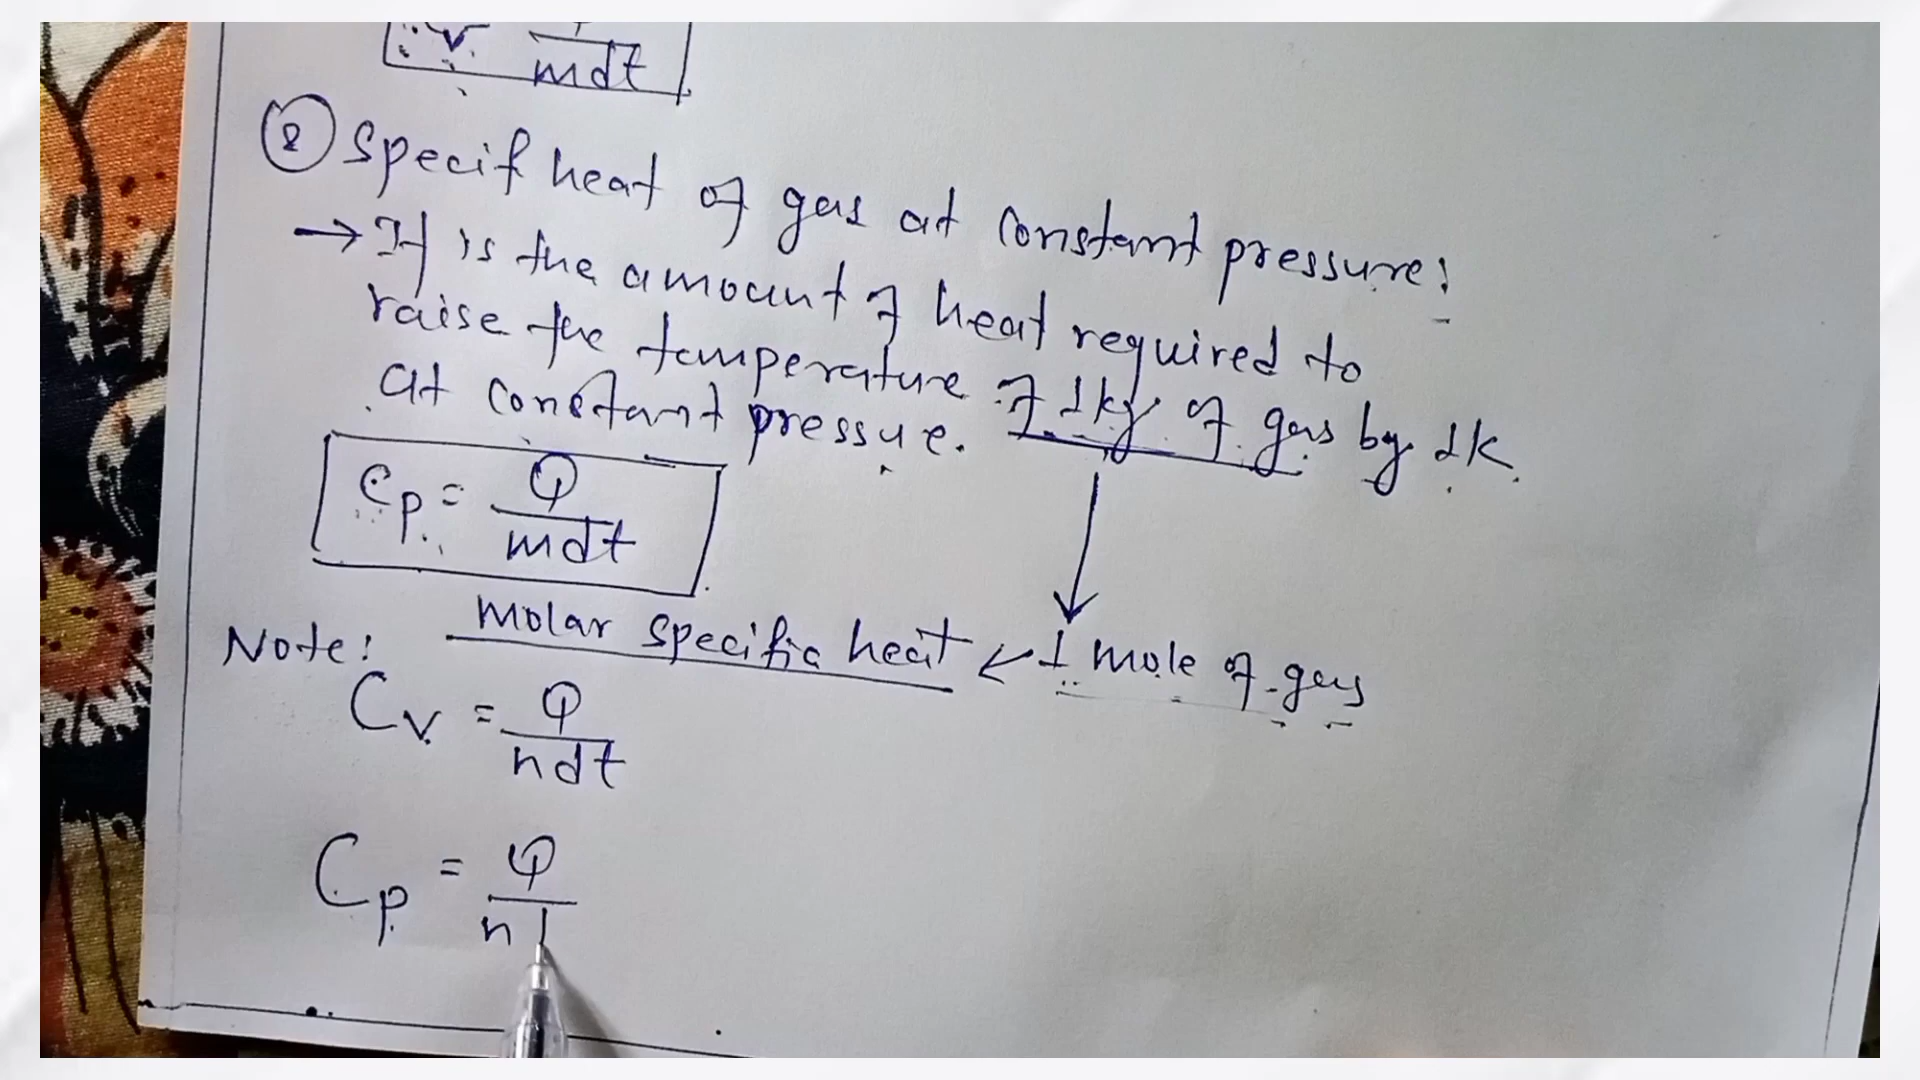 ∴ v
mdt
② Specif heat of gas at constant pressure:
→ It is the amount of heat required to
raise the temperature of 1kg of gas by 1K
at constant pressue.
Cp = Q
mdt
Note: Molar specific heat ← 1 mole of gas
Cv = Q
ndt
Cp = Q
n